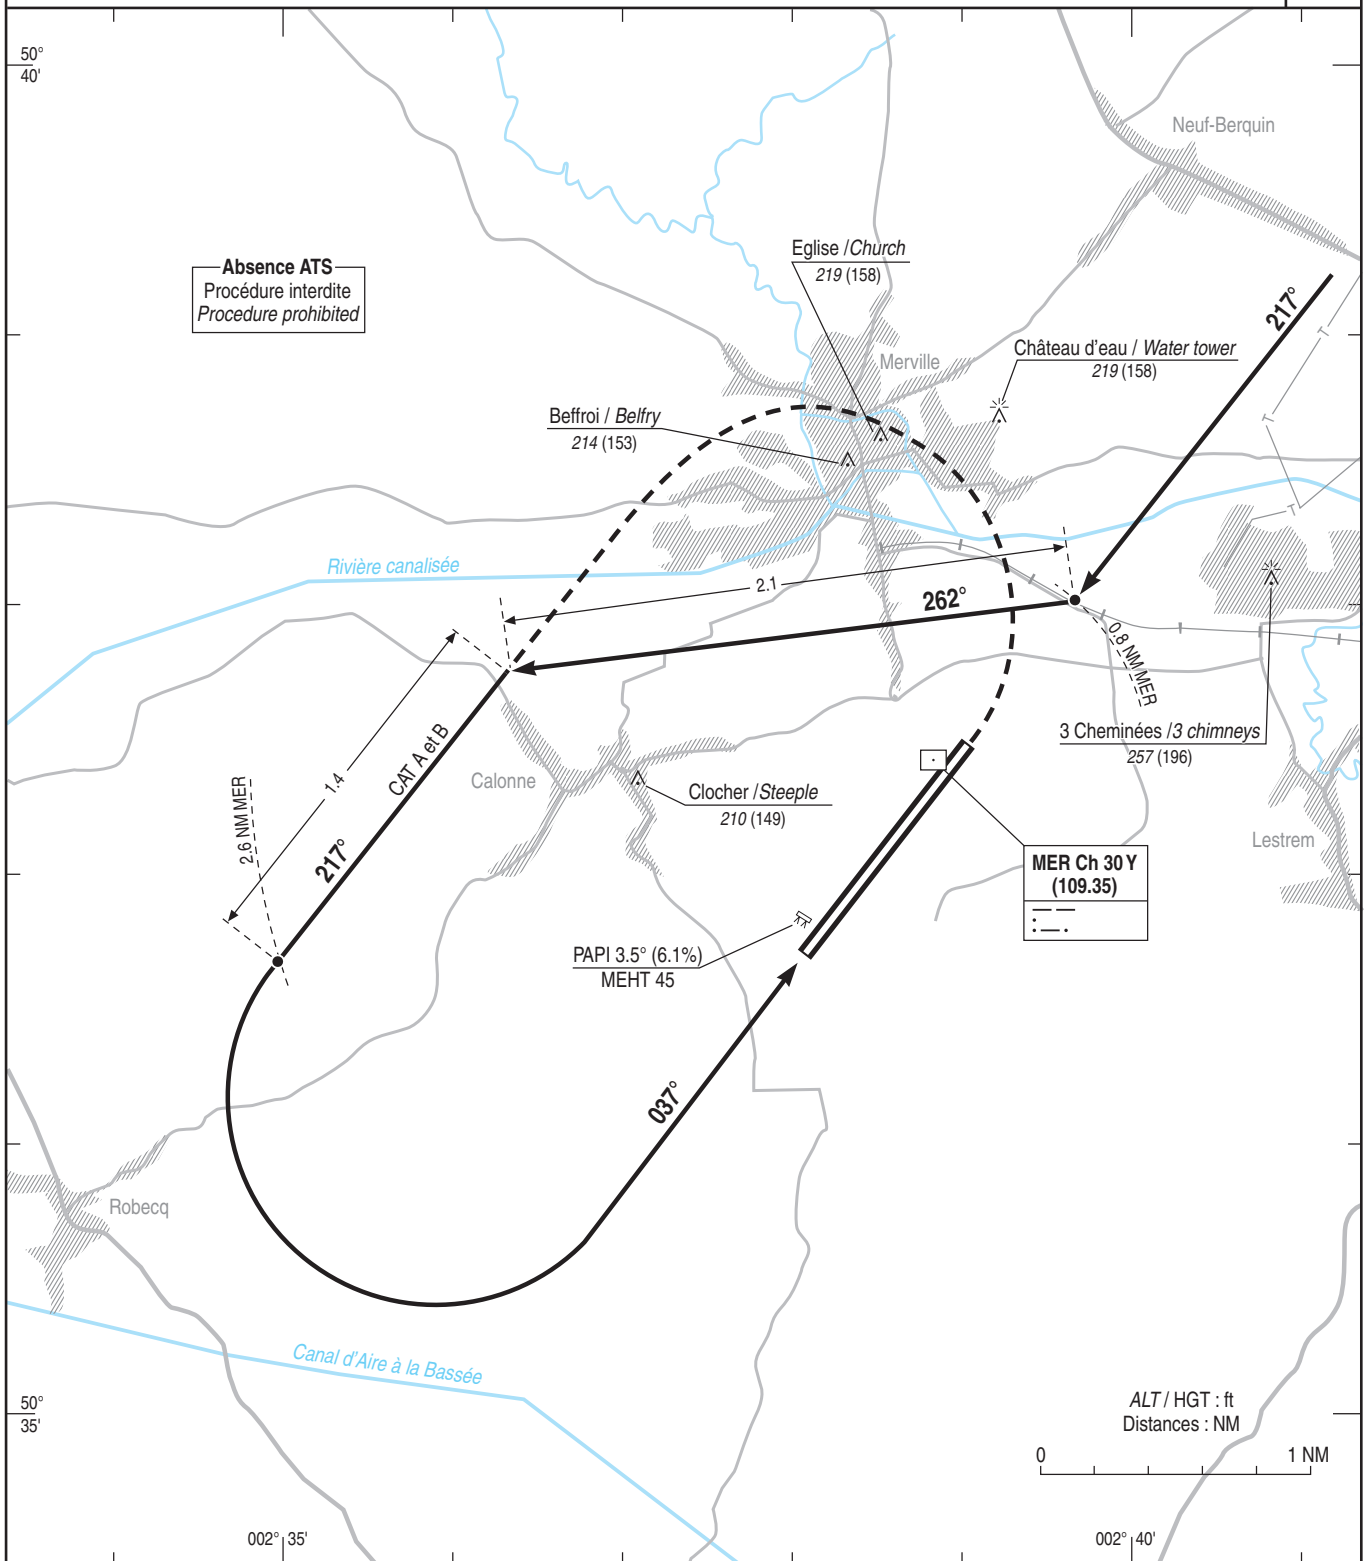 50°
40'
Neuf-Berquin
Eglise / Church
219 (158)
Absence ATS
Procédure interdite
Procedure prohibited
217°
Château d'eau / Water tower
219 (158)
Merville
Beffroi / Belfry
214 (153)
Rivière canalisée
2.1
262°
0.8 NM MER
3 Cheminées / 3 chimneys
257 (196)
CAT A et B
1.4
217°
2.6 NM MER
Calonne
Clocher / Steeple
210 (149)
Lestrem
MER Ch 30 Y
(109.35)
PAPI 3.5° (6.1%)
MEHT 45
037°
Robecq
Canal d'Aire à la Bassée
50°
35'
ALT / HGT : ft
Distances : NM
0 1 NM
002° 35' 002° 40'